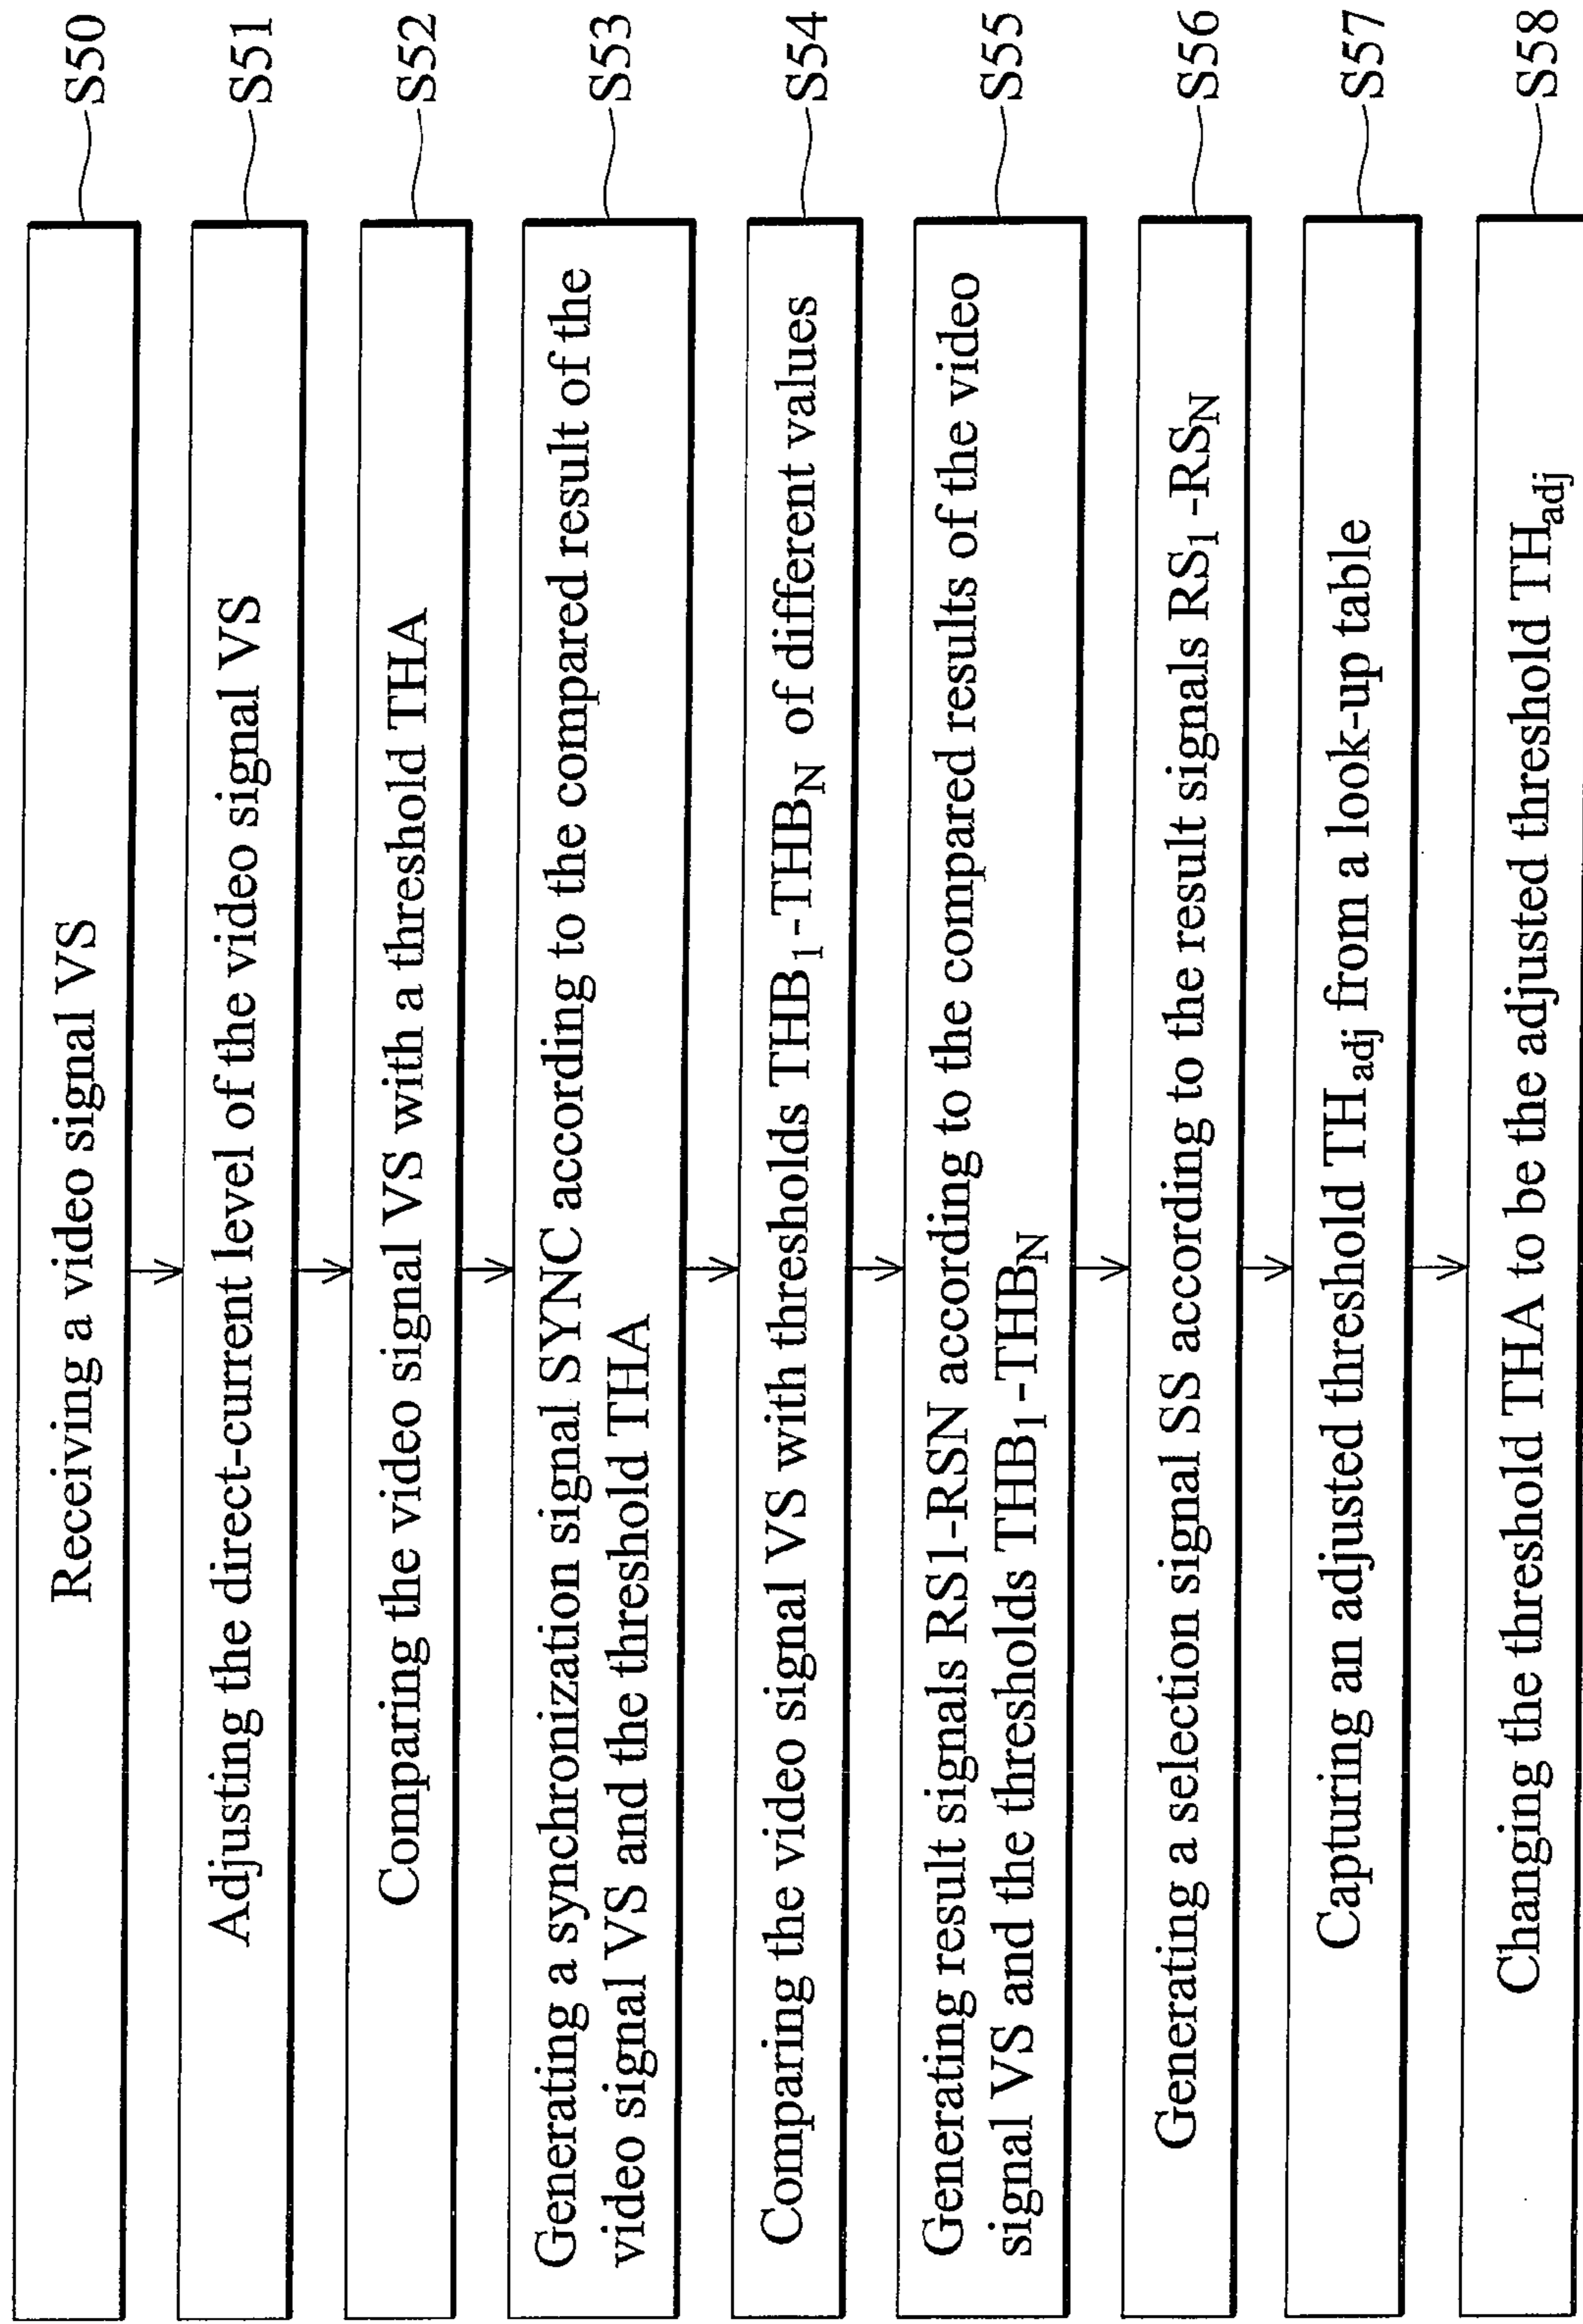 Receiving a video signal VS
S50
Adjusting the direct-current level of the video signal VS
S51
Comparing the video signal VS with a threshold THA
S52
Generating a synchronization signal SYNC according to the compared result of the
video signal VS and the threshold THA
S53
Comparing the video signal VS with thresholds THB₁-THB_N of different values
S54
Generating result signals RS1-RSN according to the compared results of the video
signal VS and the thresholds THB₁-THB_N
S55
Generating a selection signal SS according to the result signals RS₁-RS_N
S56
Capturing an adjusted threshold TH_adj from a look-up table
S57
Changing the threshold THA to be the adjusted threshold TH_adj
S58